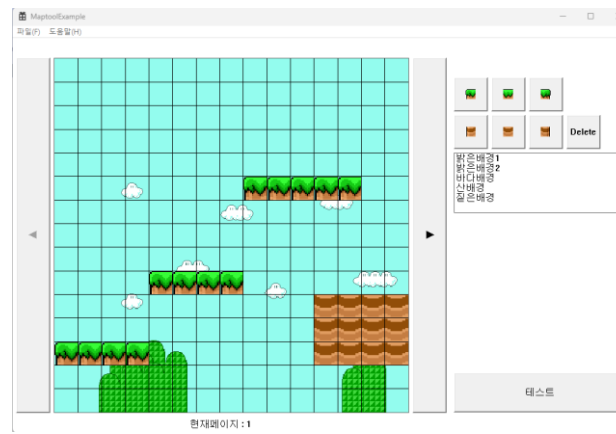 MaptoolExample
파일(F) 도움말(H)
Delete
밝은배경1
밝은배경2
바다배경
산배경
짙은배경
테스트
현재페이지 : 1